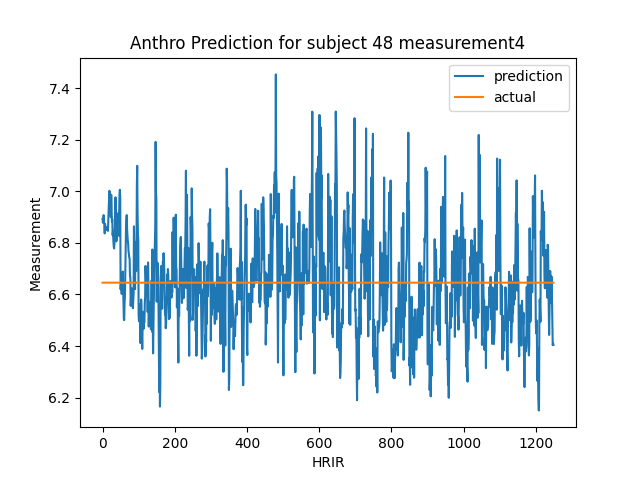 Anthro Prediction for subject 48 measurement4
prediction
actual
7.4
7.2
7.0
6.8
6.6
6.4
6.2
Measurement
0
200
400
600
800
1000
1200
HRIR